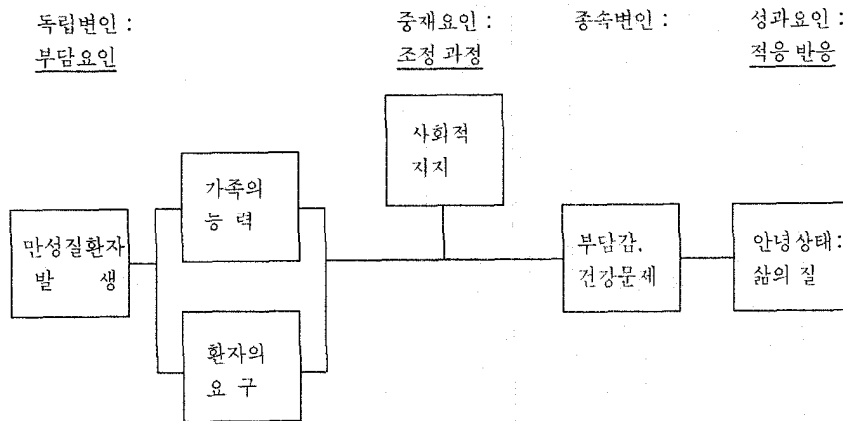 독립변인 :
부담요인
중재요인 :
조정 과정
종속변인 :
성과요인 :
적응 반응
사회적
지지
가족의
능 력
만성질환자
발 생
부담감,
건강문제
안녕상태:
삶의 질
환자의
요 구